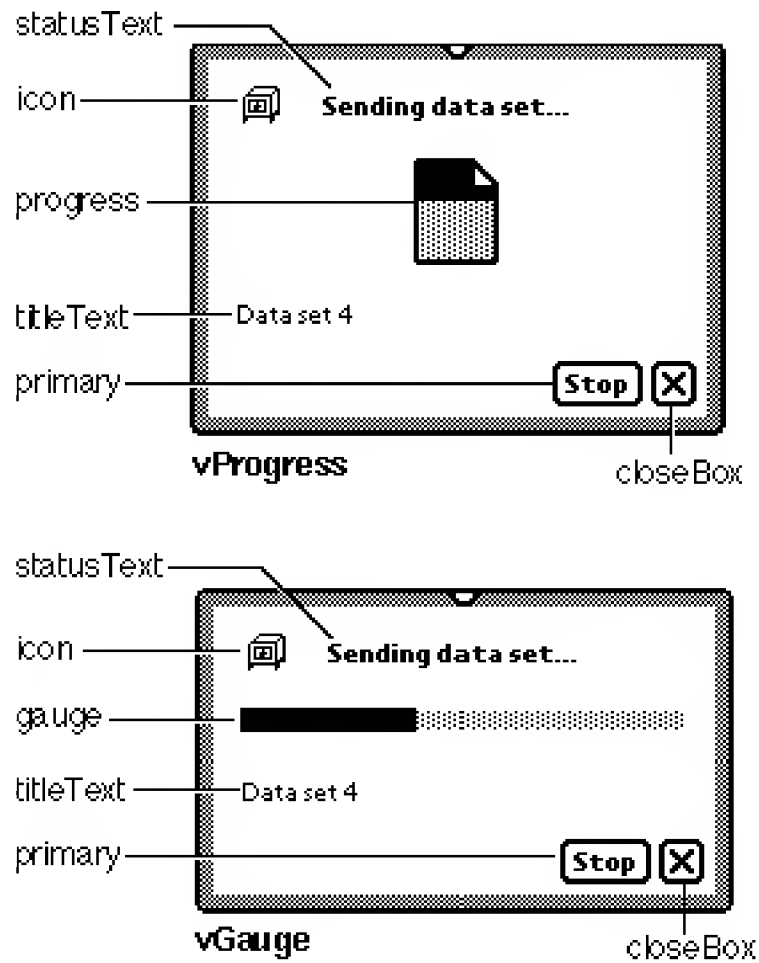 statusText
icon
Sending data set...
progress
titleText
Data set 4
primary
Stop
vProgress
closeBox
statusText
icon
Sending data set...
gauge
titleText
Data set 4
primary
Stop
vGauge
closeBox